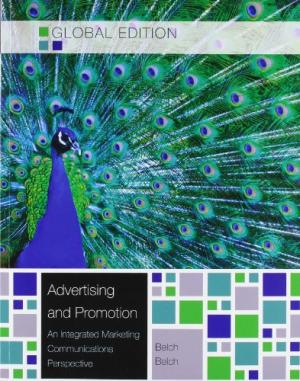 GLOBAL EDITION
Advertising
and Promotion
An Integrated Marketing
Communications
Perspective
Belch
Belch